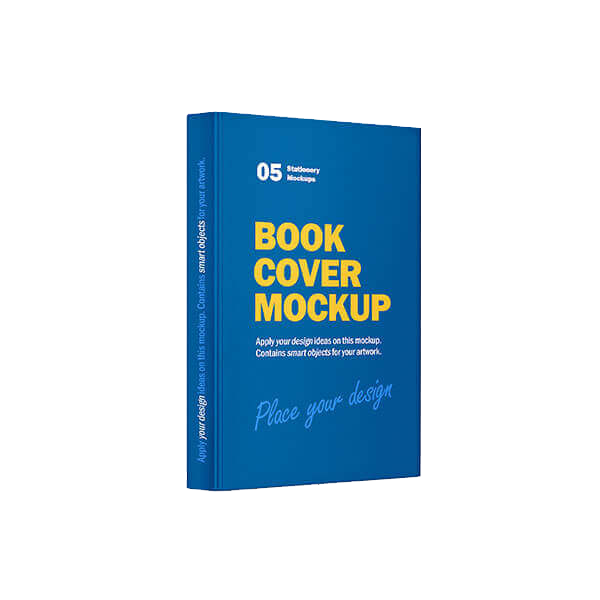 05
Stationery
Mockups
BOOK
COVER
MOCKUP
Apply your design ideas on this mockup.
Contains smart objects for your artwork.
Place your design
Apply your design ideas on this mockup. Contains smart objects for your artwork.